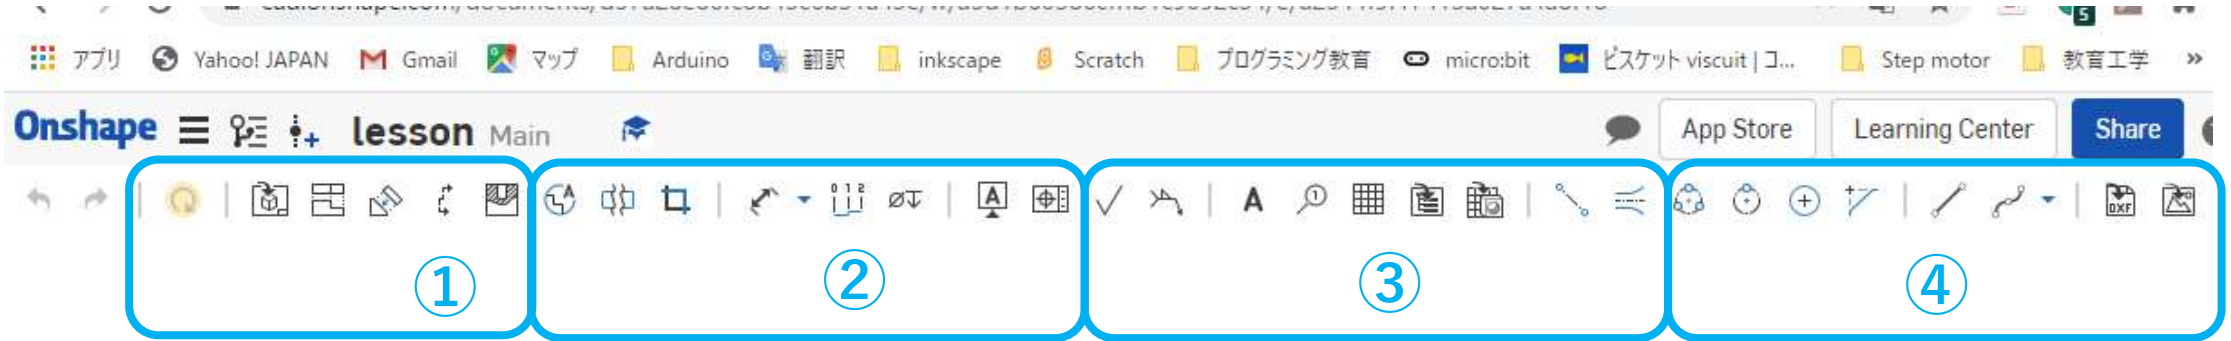 アプリ Yahoo! JAPAN Gmail マップ Arduino 翻訳 inkscape Scratch プログラミング教育 micro:bit ビスケット viscuit | コ... Step motor 教育工学 »
Onshape lesson Main App Store Learning Center Share
A A 1 DXF
① ② ③ ④